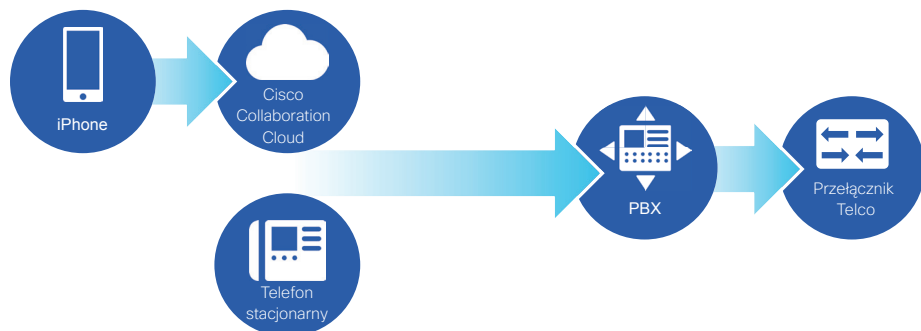 iPhone
Cisco
Collaboration
Cloud
Telefon
stacjonarny
PBX
Przełącznik
Telco